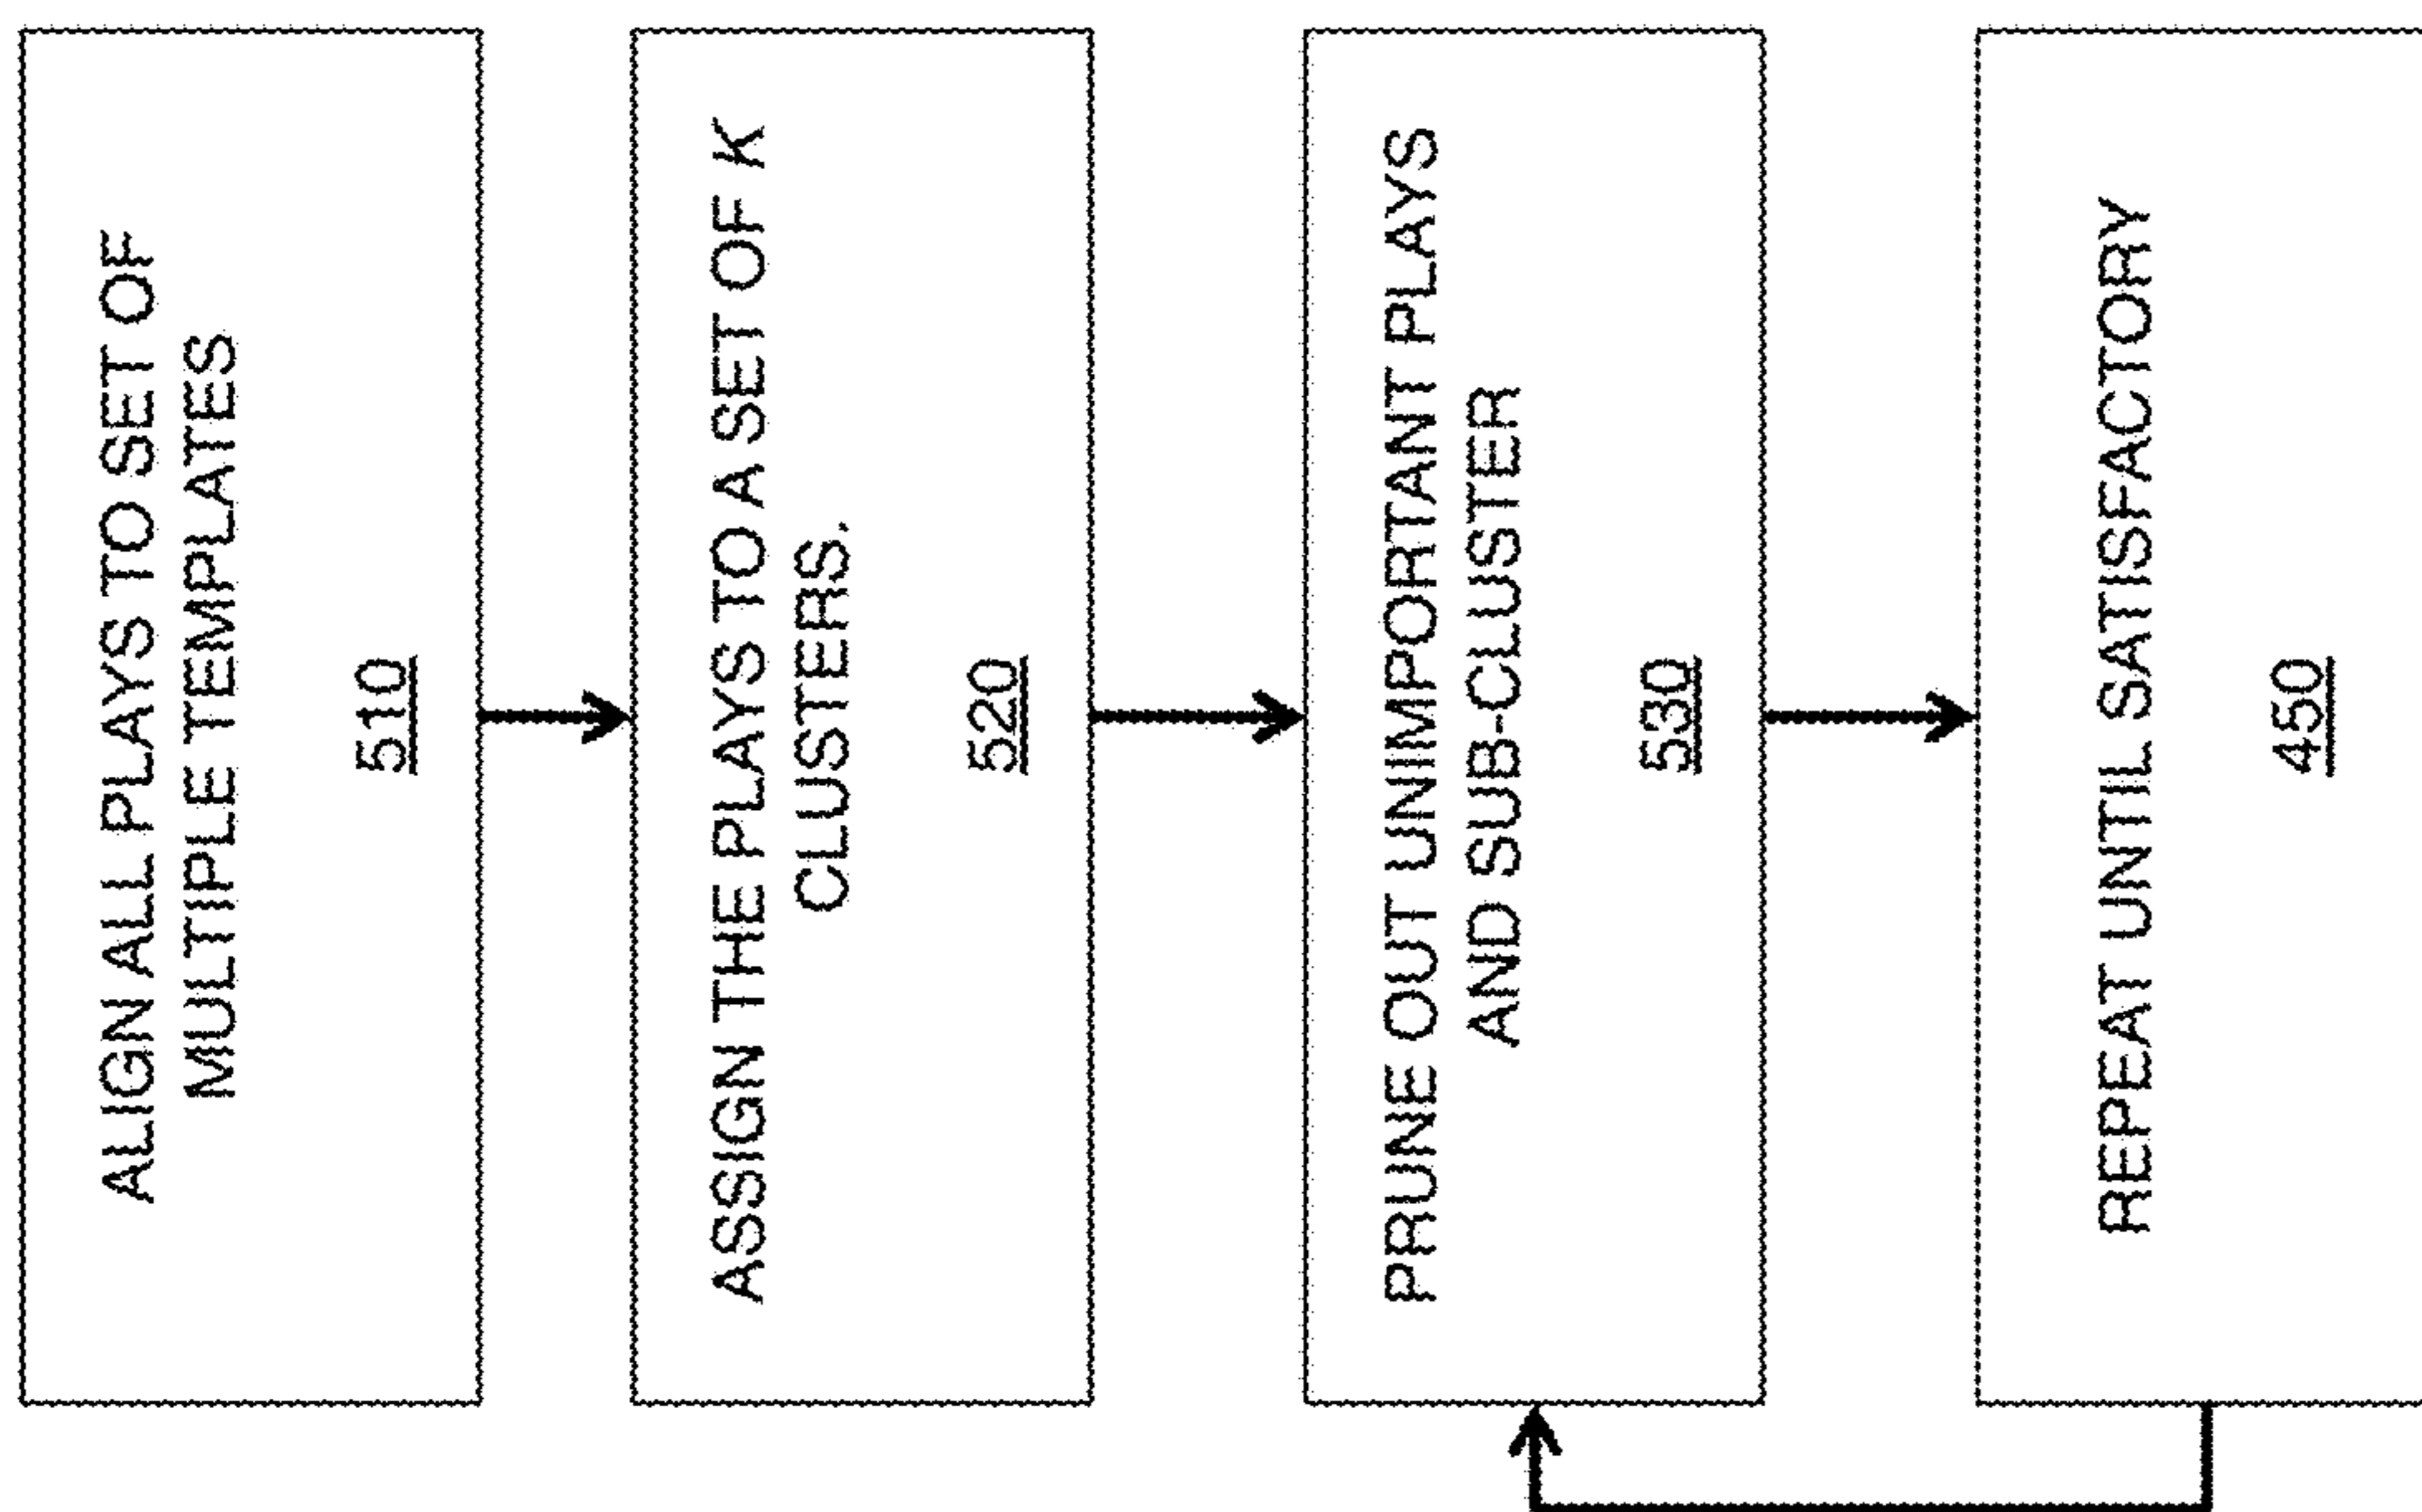 ALIGN ALL PLAYS TO SET OF
MULTIPLE TEMPLATES
510
ASSIGN THE PLAYS TO A SET OF K
CLUSTERS.
520
PRUNE OUT UNIMPORTANT PLAYS
AND SUB-CLUSTER
530
REPEAT UNTIL SATISFACTORY
450